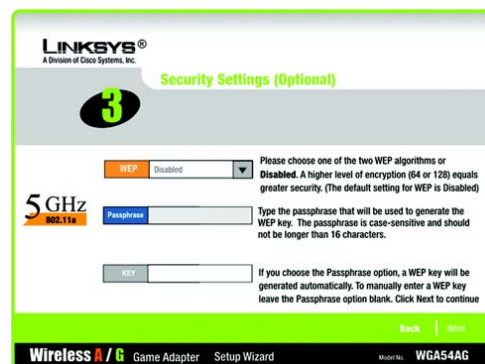 LINKSYS®
A Division of Cisco Systems, Inc.
Security Settings (Optional)
3
WEP Disabled
Please choose one of the two WEP algorithms or
Disabled. A higher level of encryption (64 or 128) equals
greater security. (The default setting for WEP is Disabled)
5 GHz
802.11a
Passphrase
Type the passphrase that will be used to generate the
WEP key. The passphrase is case-sensitive and should
not be longer than 16 characters.
KEY
If you choose the Passphrase option, a WEP key will be
generated automatically. To manually enter a WEP key
leave the Passphrase option blank. Click Next to continue
Back Next
Wireless A / G Game Adapter Setup Wizard Model No. WGA54AG